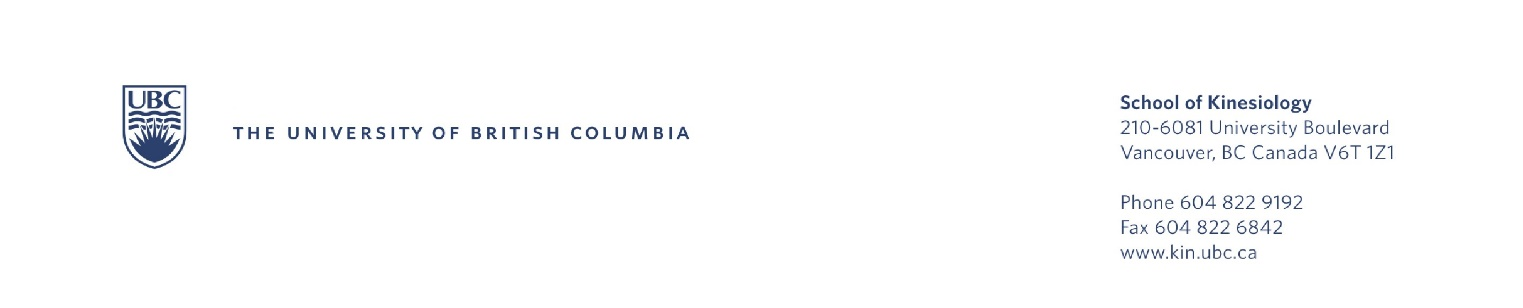 UBC
THE UNIVERSITY OF BRITISH COLUMBIA
School of Kinesiology
210-6081 University Boulevard
Vancouver, BC Canada V6T 1Z1
Phone 604 822 9192
Fax 604 822 6842
www.kin.ubc.ca